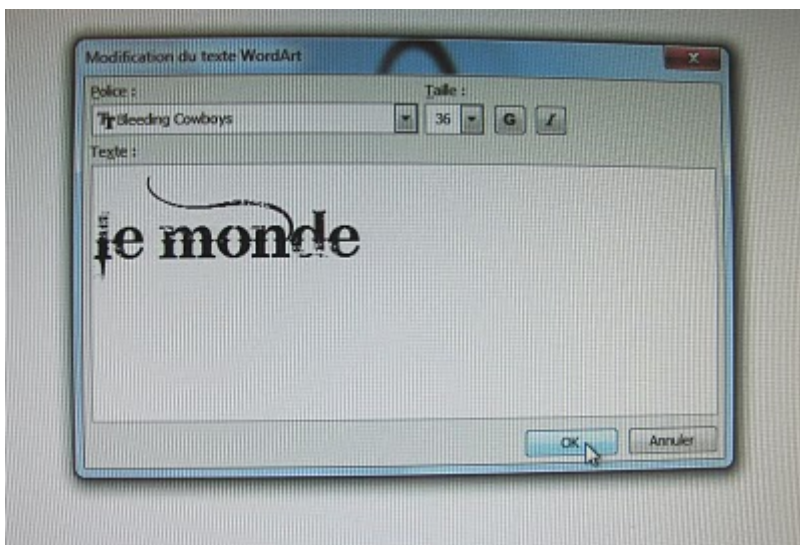 Modification du texte WordArt
Police :
Taille :
Bleeding Cowboys
36
G
I
Texte :
le monde
OK
Annuler